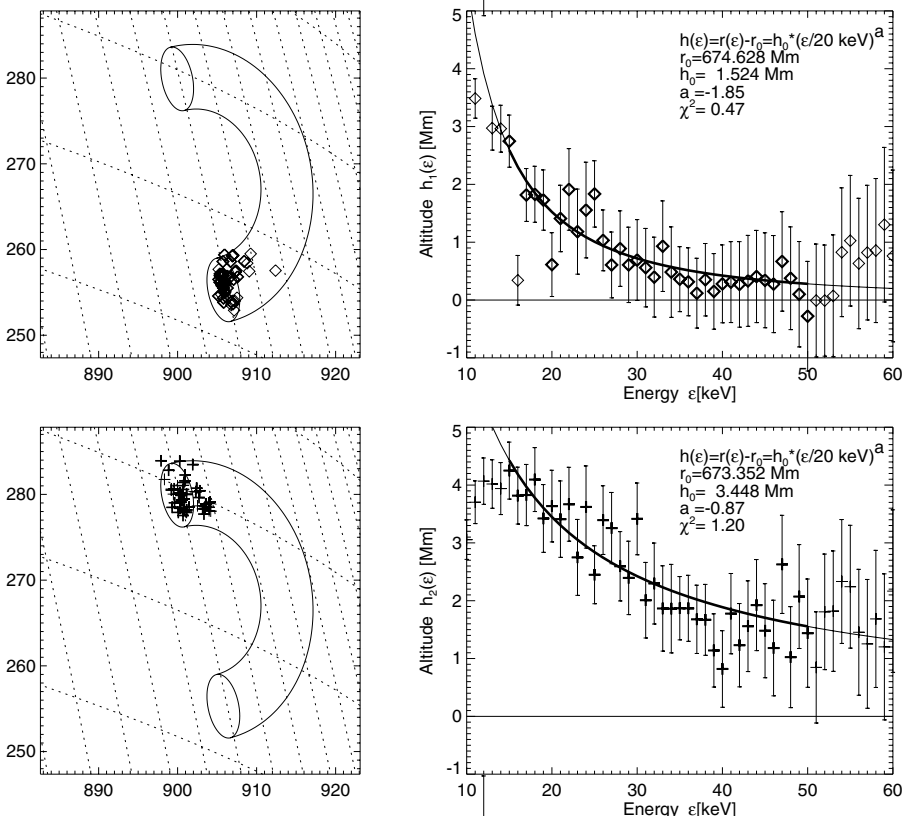 280
270
260
250
890 900 910 920
5
4
3
2
1
0
-1
10 20 30 40 50 60
Altitude h1(ε) [Mm]
Energy ε[keV]
h(ε)=r(ε)-r0=h0*(ε/20 keV)^a
r0=674.628 Mm
h0= 1.524 Mm
a =-1.85
χ²= 0.47
280
270
260
250
890 900 910 920
5
4
3
2
1
0
-1
10 20 30 40 50 60
Altitude h2(ε) [Mm]
Energy ε[keV]
h(ε)=r(ε)-r0=h0*(ε/20 keV)^a
r0=673.352 Mm
h0= 3.448 Mm
a =-0.87
χ²= 1.20